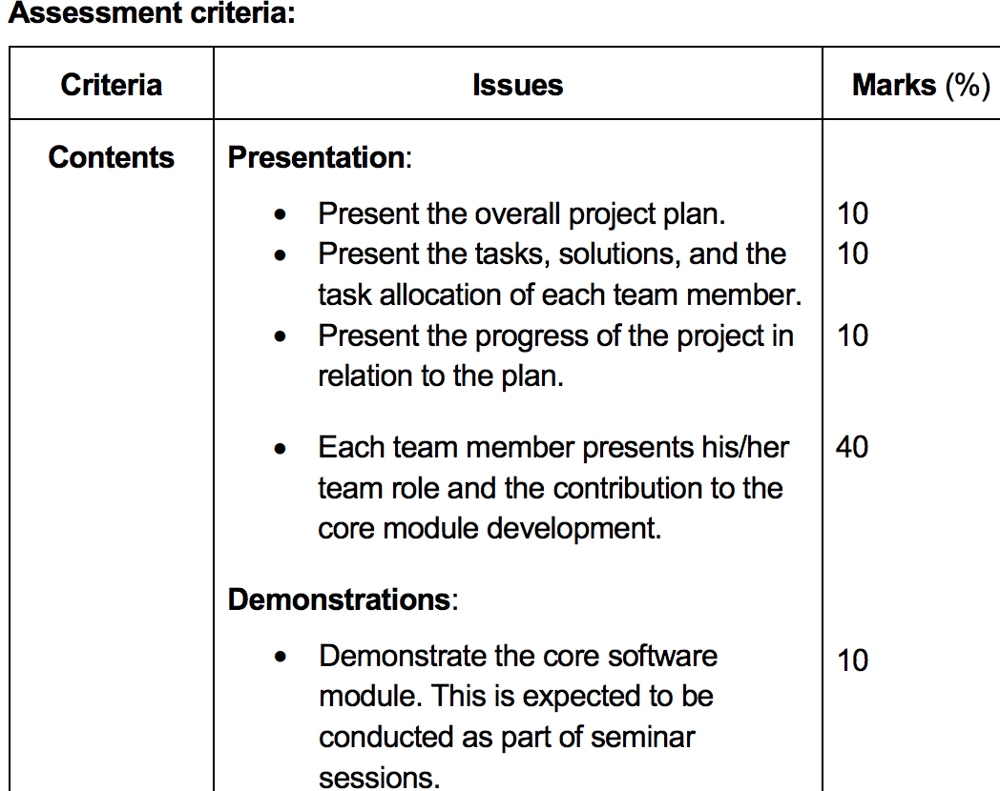 Assessment criteria:
Criteria Issues Marks (%)
Contents Presentation:
• Present the overall project plan. 10
• Present the tasks, solutions, and the 10
task allocation of each team member.
• Present the progress of the project in 10
relation to the plan.
• Each team member presents his/her 40
team role and the contribution to the
core module development.
Demonstrations:
• Demonstrate the core software 10
module. This is expected to be
conducted as part of seminar
sessions.